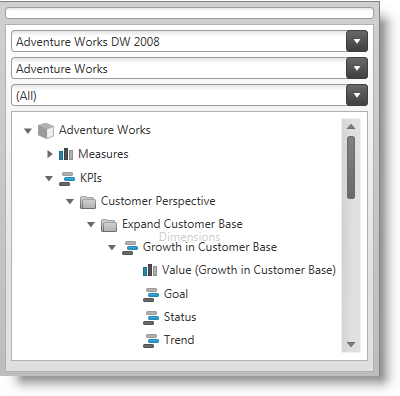 Adventure Works DW 2008
Adventure Works
(All)
Adventure Works
Measures
KPIs
Customer Perspective
Expand Customer Base
Dimensions
Growth in Customer Base
Value (Growth in Customer Base)
Goal
Status
Trend